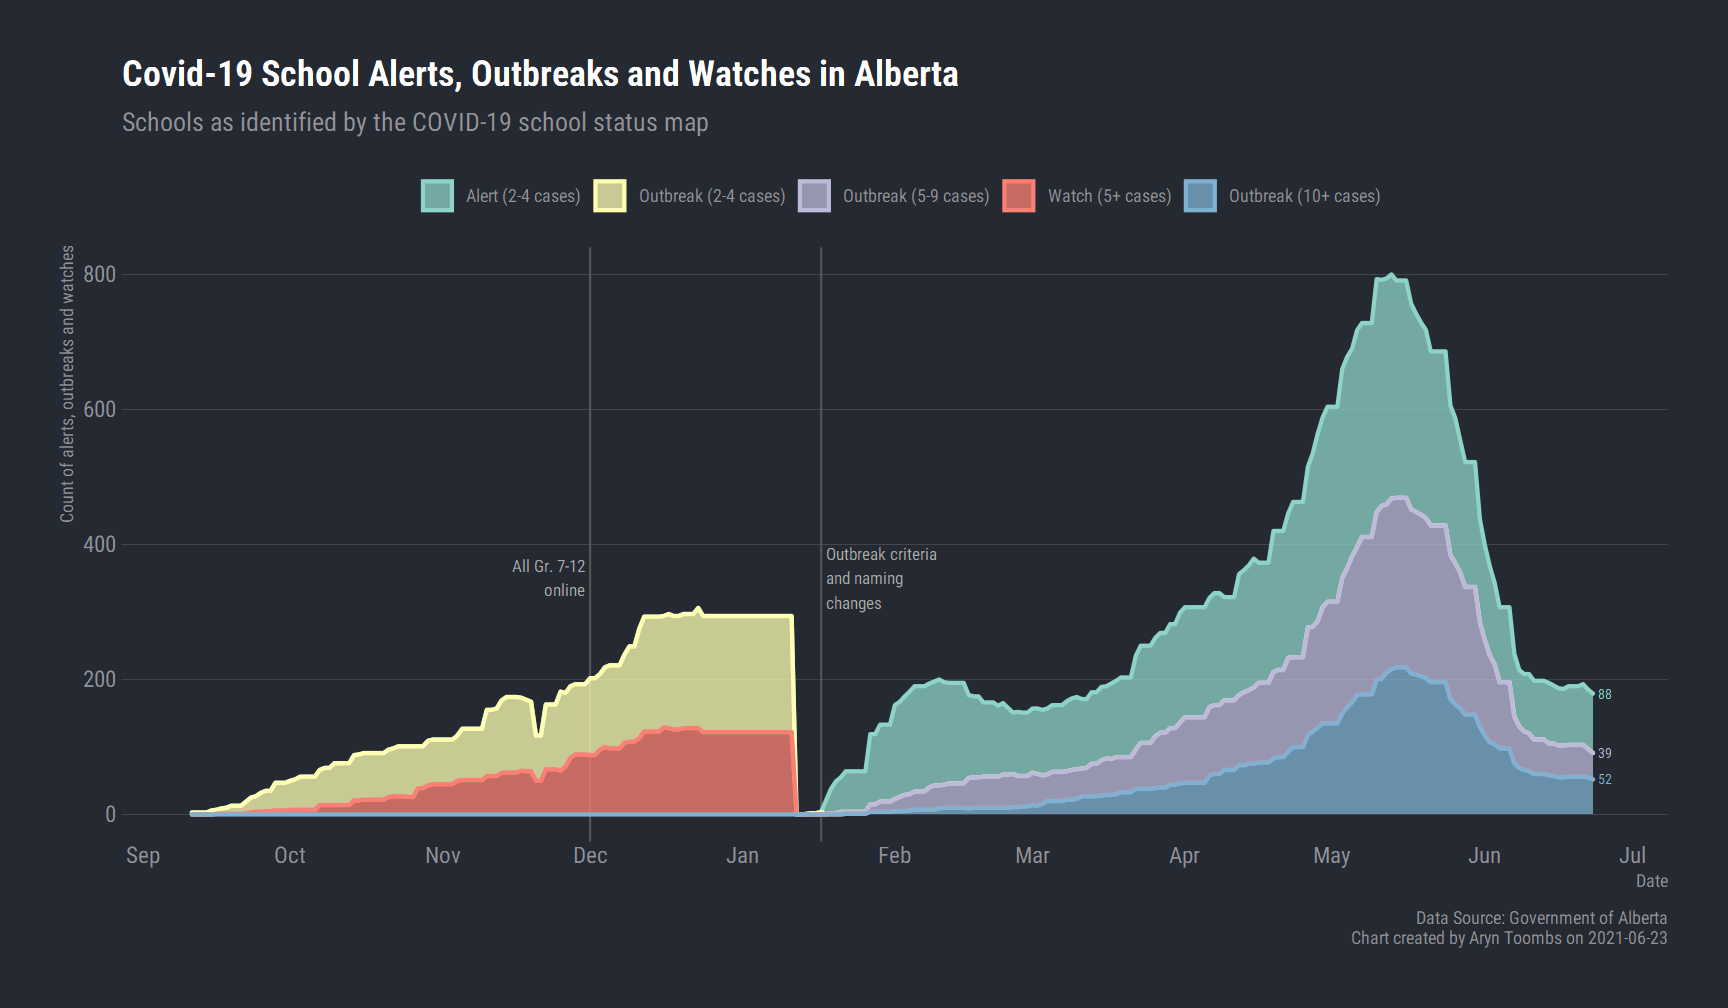 Covid-19 School Alerts, Outbreaks and Watches in Alberta
Schools as identified by the COVID-19 school status map
Alert (2-4 cases)
Outbreak (2-4 cases)
Outbreak (5-9 cases)
Watch (5+ cases)
Outbreak (10+ cases)
Count of alerts, outbreaks and watches
800
600
400
200
0
All Gr. 7-12
online
Outbreak criteria
and naming
changes
88
39
52
Sep
Oct
Nov
Dec
Jan
Feb
Mar
Apr
May
Jun
Jul
Date
Data Source: Government of Alberta
Chart created by Aryn Toombs on 2021-06-23